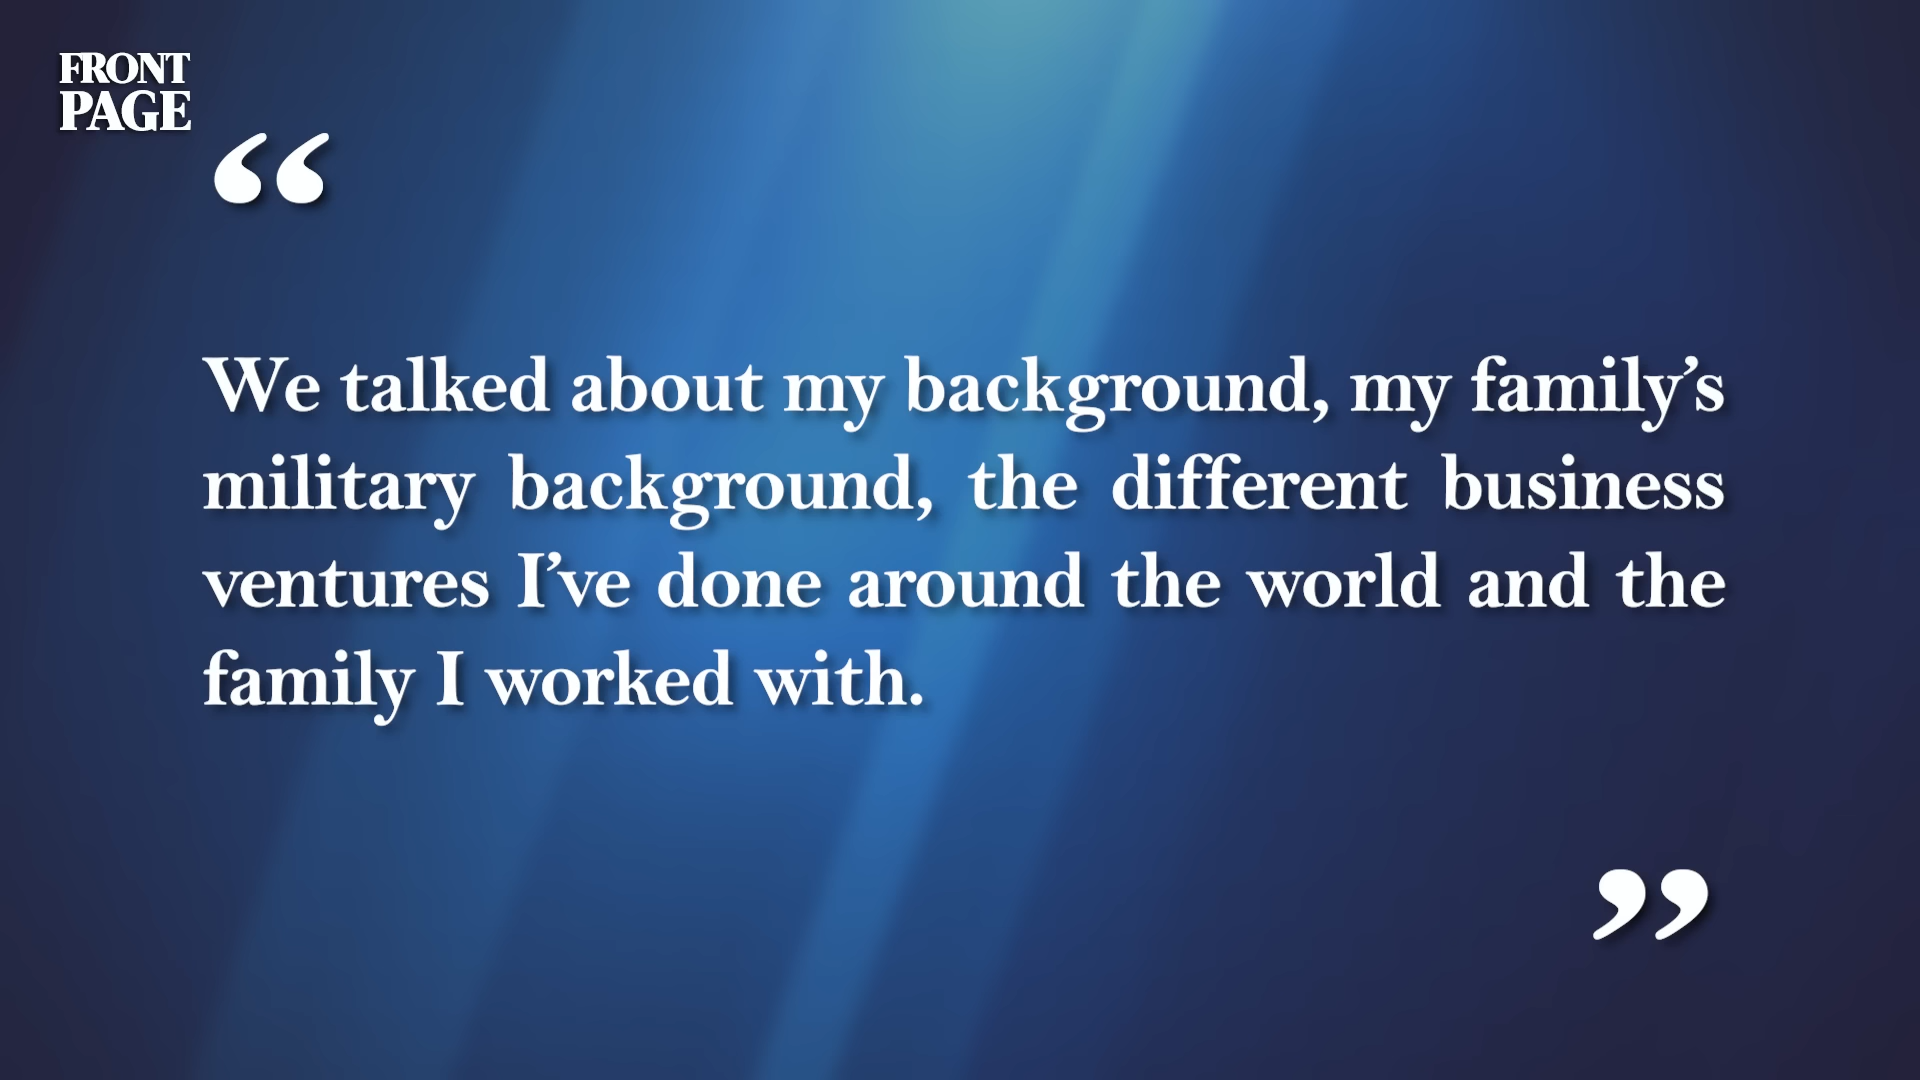 FRONT
PAGE
“
We talked about my background, my family’s
military background, the different business
ventures I’ve done around the world and the
family I worked with.
”